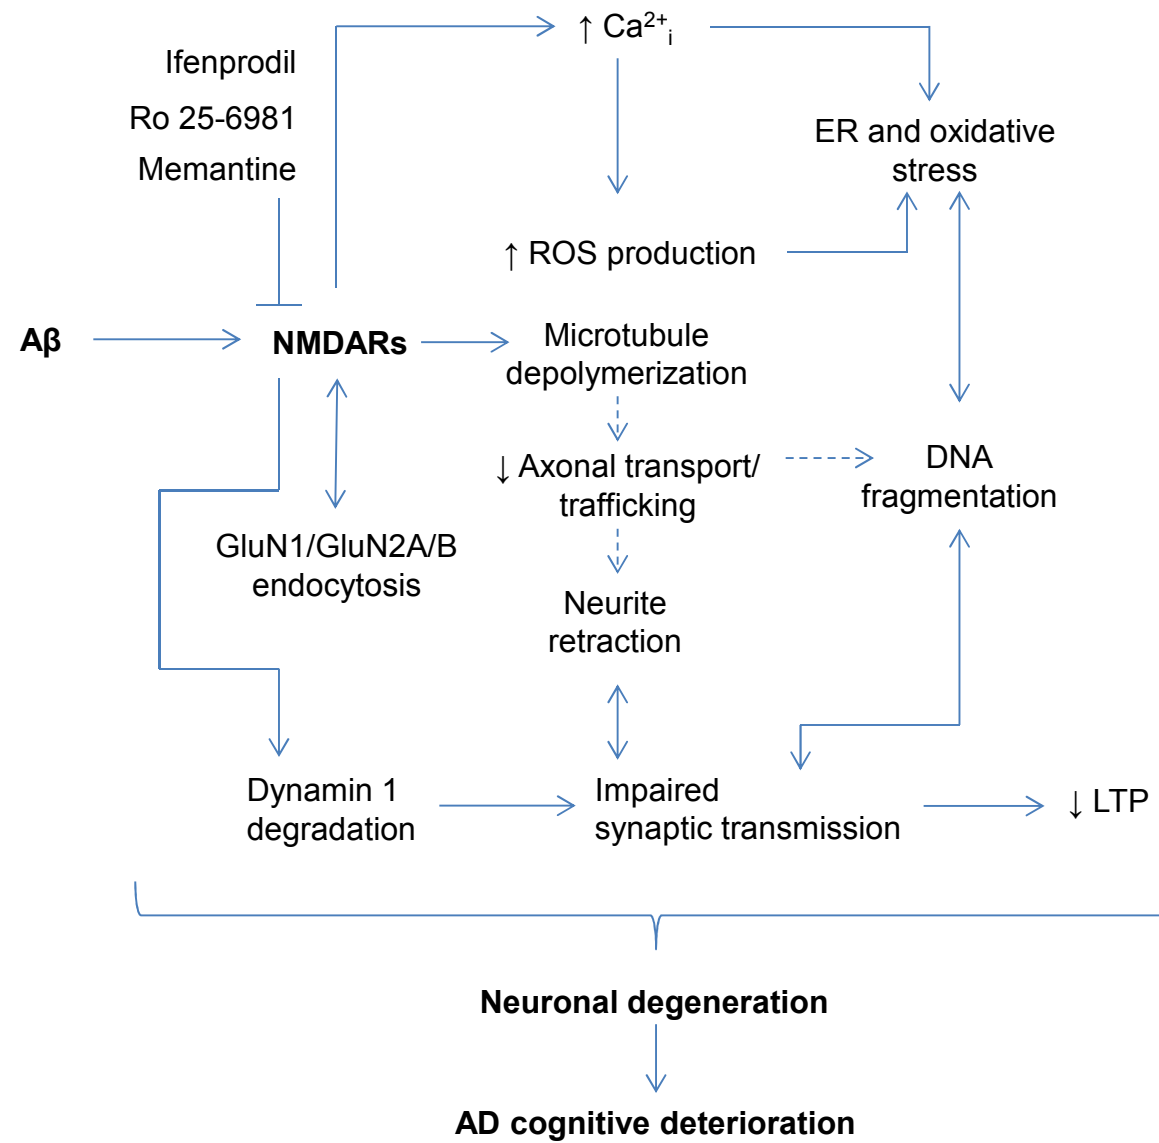 ↑ Ca²⁺ᵢ
Ifenprodil
Ro 25-6981
Memantine
ER and oxidative
stress
↑ ROS production
Aβ
NMDARs
Microtubule
depolymerization
↓ Axonal transport/
trafficking
DNA
fragmentation
GluN1/GluN2A/B
endocytosis
Neurite
retraction
Dynamin 1
degradation
Impaired
synaptic transmission
↓ LTP
Neuronal degeneration
AD cognitive deterioration